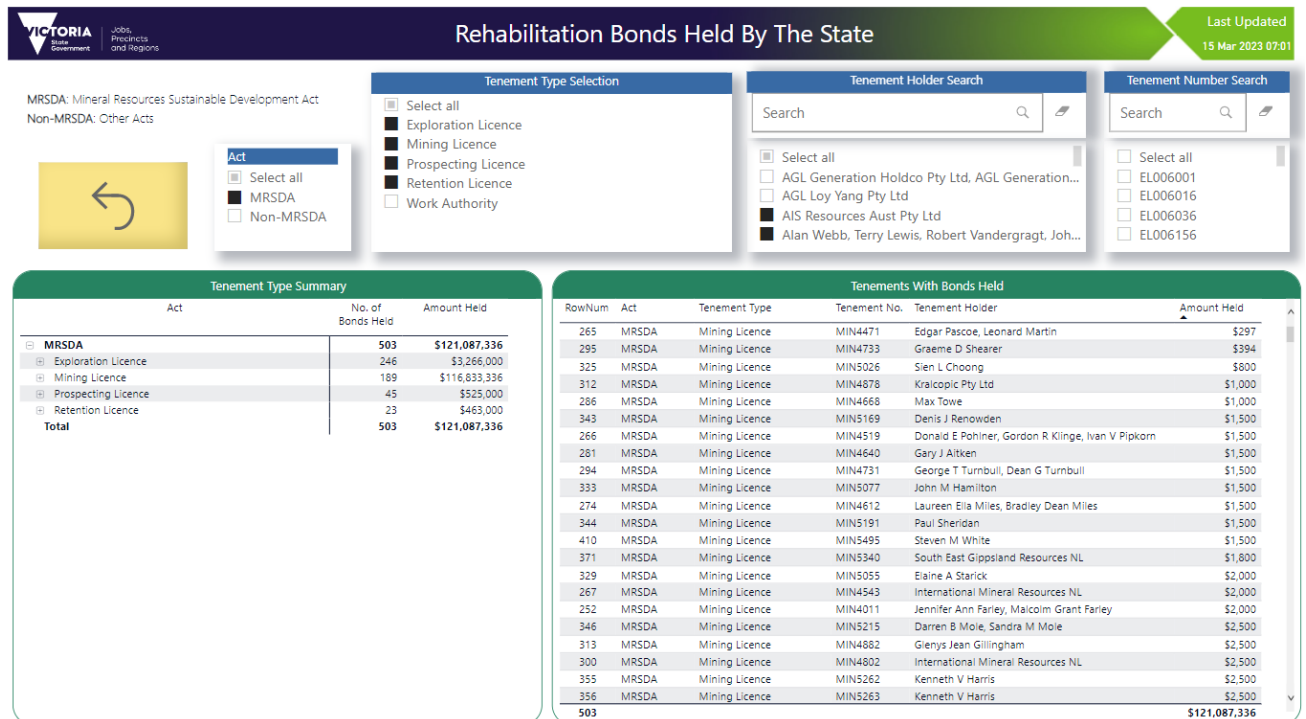 VICTORIA
State
Government
Jobs,
Precincts
and Regions
Rehabilitation Bonds Held By The State
Last Updated
15 Mar 2023 07:01
MRSDA: Mineral Resources Sustainable Development Act
Non-MRSDA: Other Acts
Act
Select all
MRSDA
Non-MRSDA
Tenement Type Selection
Select all
Exploration Licence
Mining Licence
Prospecting Licence
Retention Licence
Work Authority
Tenement Holder Search
Search
Select all
AGL Generation Holdco Pty Ltd, AGL Generation...
AGL Loy Yang Pty Ltd
AIS Resources Aust Pty Ltd
Alan Webb, Terry Lewis, Robert Vandergragt, Joh...
Tenement Number Search
Search
Select all
EL006001
EL006016
EL006036
EL006156
Tenement Type Summary
Act No. of Bonds Held Amount Held
MRSDA 503 $121,087,336
Exploration Licence 246 $3,266,000
Mining Licence 189 $116,833,336
Prospecting Licence 45 $525,000
Retention Licence 23 $463,000
Total 503 $121,087,336
Tenements With Bonds Held
RowNum Act Tenement Type Tenement No. Tenement Holder Amount Held
265 MRSDA Mining Licence MIN4471 Edgar Pascoe, Leonard Martin $297
295 MRSDA Mining Licence MIN4733 Graeme D Shearer $394
325 MRSDA Mining Licence MIN5026 Sien L Choong $800
312 MRSDA Mining Licence MIN4878 Kralcopic Pty Ltd $1,000
286 MRSDA Mining Licence MIN4668 Max Towe $1,000
343 MRSDA Mining Licence MIN5169 Denis J Renowden $1,500
266 MRSDA Mining Licence MIN4519 Donald E Pohlner, Gordon R Klinge, Ivan V Pipkorn $1,500
281 MRSDA Mining Licence MIN4640 Gary J Aitken $1,500
294 MRSDA Mining Licence MIN4731 George T Turnbull, Dean G Turnbull $1,500
333 MRSDA Mining Licence MIN5077 John M Hamilton $1,500
274 MRSDA Mining Licence MIN4612 Laureen Ella Miles, Bradley Dean Miles $1,500
344 MRSDA Mining Licence MIN5191 Paul Sheridan $1,500
410 MRSDA Mining Licence MIN5495 Steven M White $1,500
371 MRSDA Mining Licence MIN5340 South East Gippsland Resources NL $1,800
329 MRSDA Mining Licence MIN5055 Elaine A Starick $2,000
267 MRSDA Mining Licence MIN4543 International Mineral Resources NL $2,000
252 MRSDA Mining Licence MIN4011 Jennifer Ann Farley, Malcolm Grant Farley $2,000
346 MRSDA Mining Licence MIN5215 Darren B Mole, Sandra M Mole $2,500
313 MRSDA Mining Licence MIN4882 Glenys Jean Gillingham $2,500
300 MRSDA Mining Licence MIN4802 International Mineral Resources NL $2,500
355 MRSDA Mining Licence MIN5262 Kenneth V Harris $2,500
356 MRSDA Mining Licence MIN5263 Kenneth V Harris $2,500
503 $121,087,336